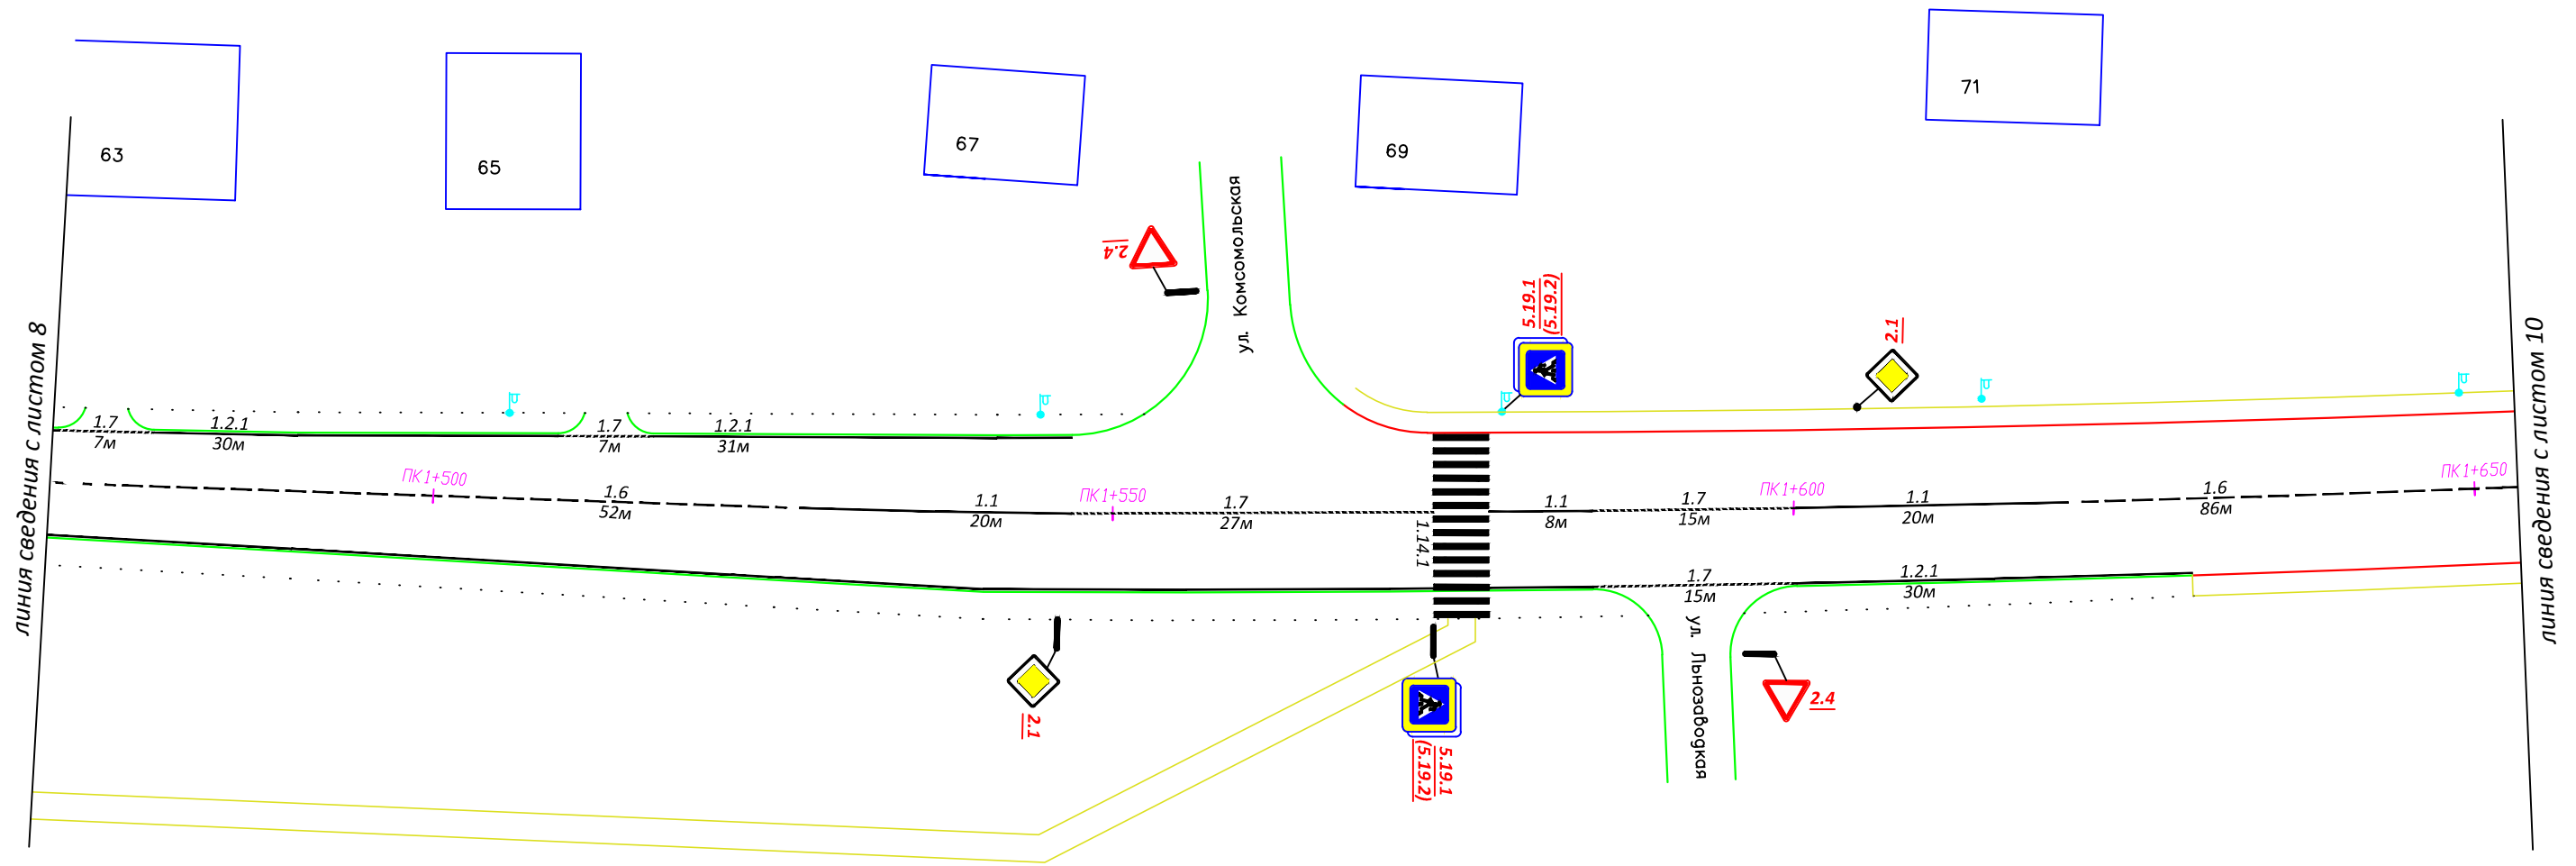 63
65
67
69
71
линия сведения с листом 8
линия сведения с листом 10
ул. Комсомольская
2.4
5.19.1
(5.19.2)
2.1
1.7
7м
1.2.1
30м
1.7
7м
1.2.1
31м
ПК1+500
1.6
52м
1.1
20м
ПК1+550
1.7
27м
1.14.1
1.1
8м
1.7
15м
ПК1+600
1.1
20м
1.6
86м
ПК1+650
1.7
15м
1.2.1
30м
ул. Льнозаводкая
2.4
2.1
5.19.1
(5.19.2)